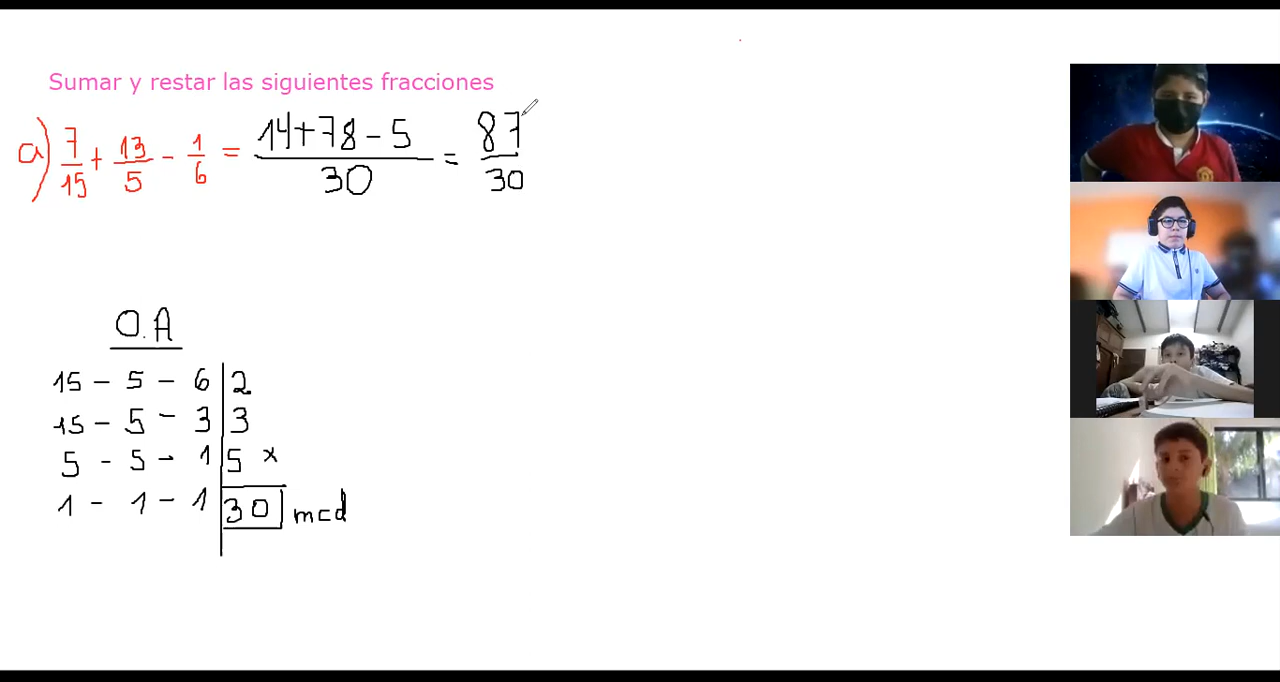 Sumar y restar las siguientes fracciones
a) 7/15 + 13/5 - 1/6 = 14+78-5/30 = 87/30
O.A
15 - 5 - 6 | 2
15 - 5 - 3 | 3
5 - 5 - 1 | 5 x
1 - 1 - 1 | 30 mcd